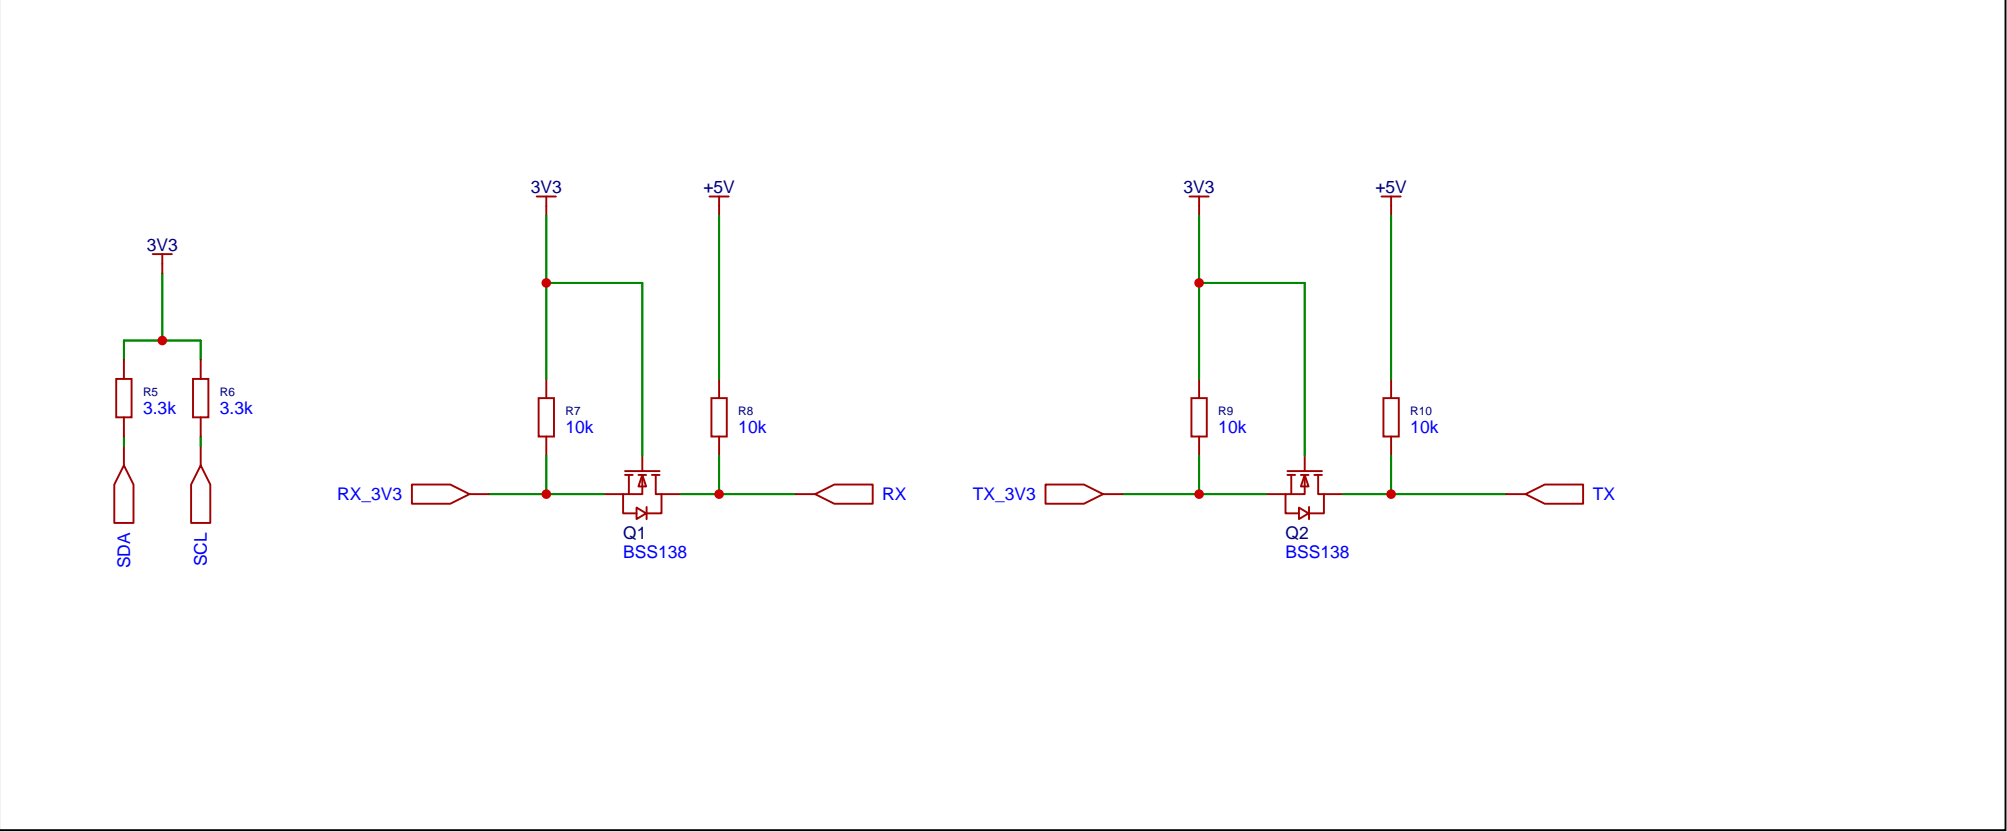 3V3
R5
3.3k
R6
3.3k
SDA
SCL
3V3
+5V
R7
10k
R8
10k
RX_3V3
RX
Q1
BSS138
3V3
+5V
R9
10k
R10
10k
TX_3V3
TX
Q2
BSS138